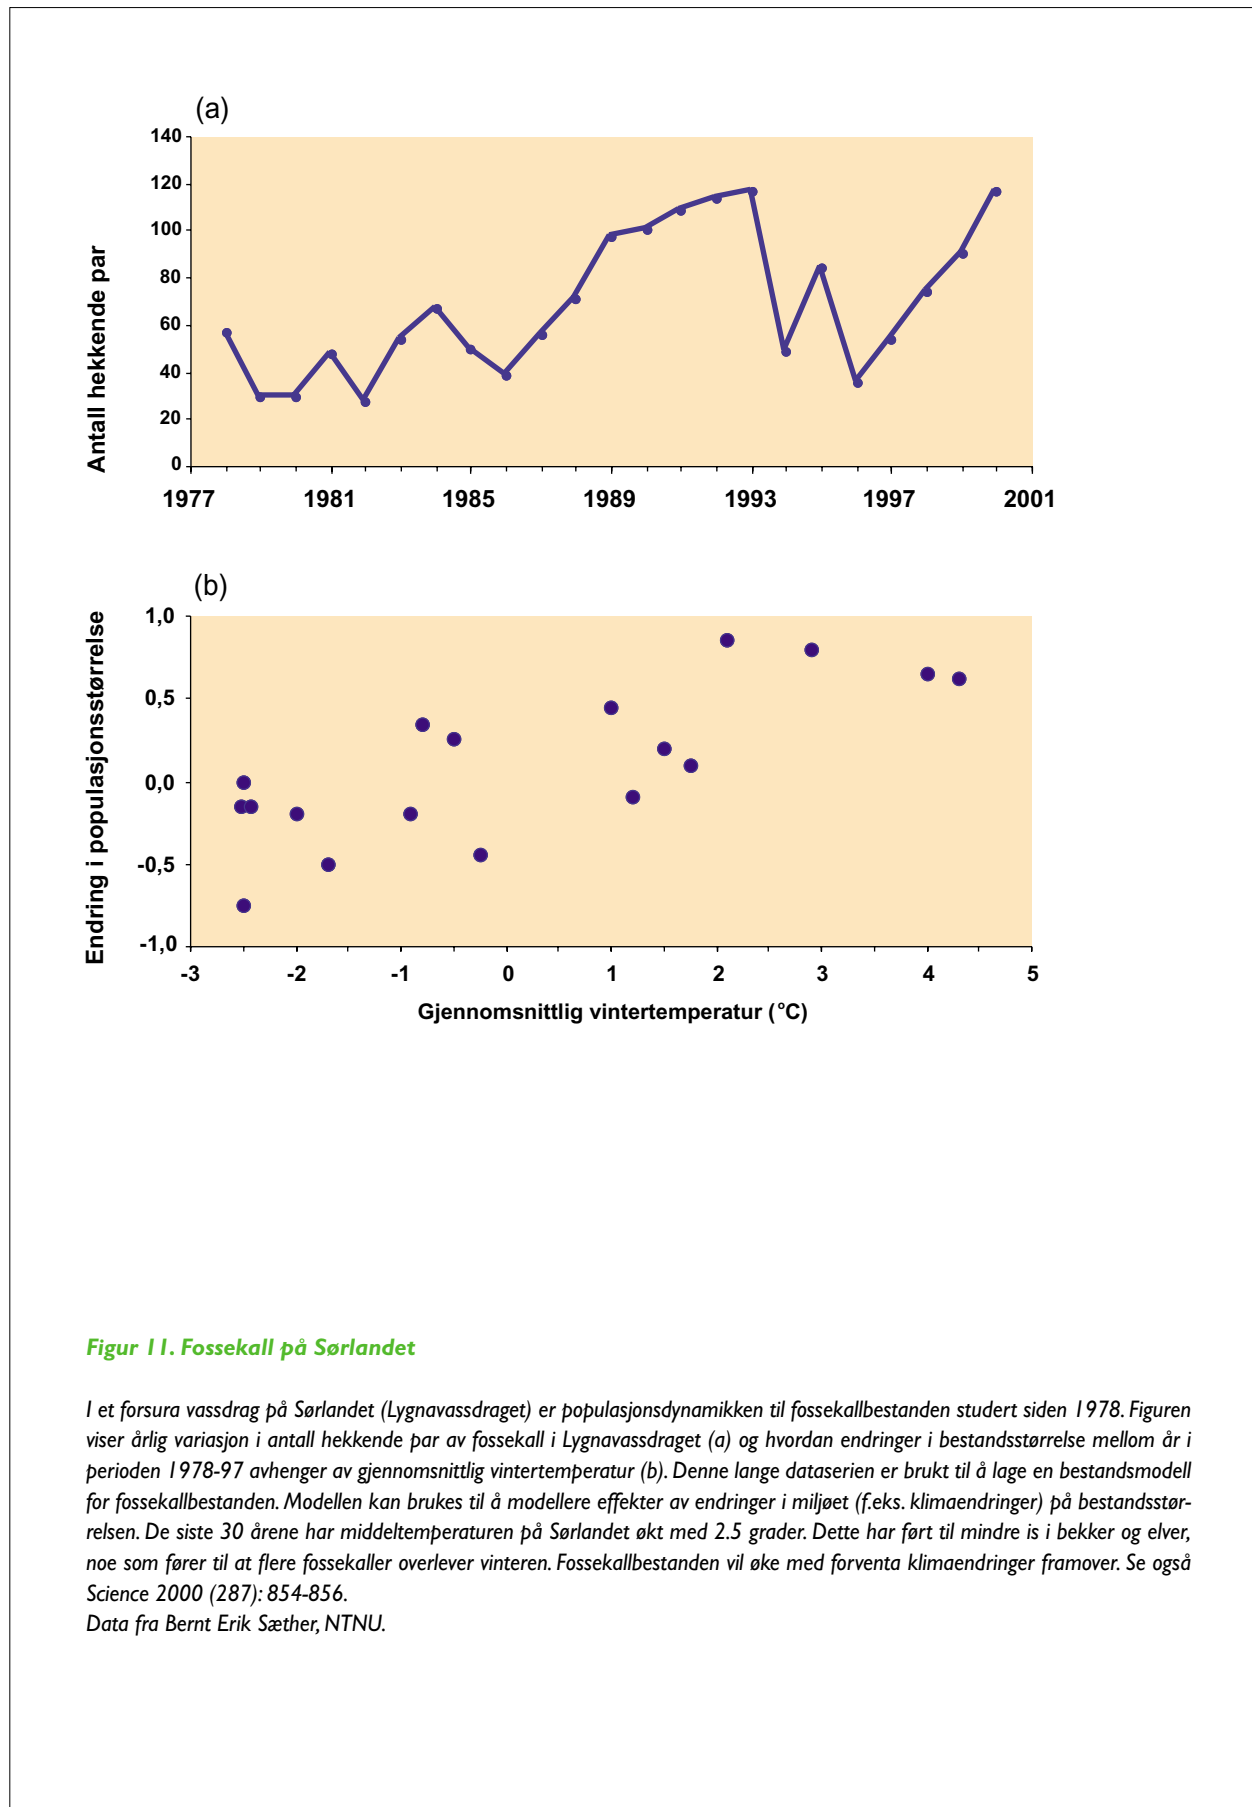 (a)
140
120
100
80
60
40
20
0
Antall hekkende par
1977 1981 1985 1989 1993 1997 2001
(b)
1,0
0,5
0,0
-0,5
-1,0
Endring i populasjonsstørrelse
-3 -2 -1 0 1 2 3 4 5
Gjennomsnittlig vintertemperatur (°C)
Figur 11. Fossekall på Sørlandet
I et forsura vassdrag på Sørlandet (Lygnavassdraget) er populasjonsdynamikken til fossekallbestanden studert siden 1978. Figuren
viser årlig variasjon i antall hekkende par av fossekall i Lygnavassdraget (a) og hvordan endringer i bestandsstørrelse mellom år i
perioden 1978-97 avhenger av gjennomsnittlig vintertemperatur (b). Denne lange dataserien er brukt til å lage en bestandsmodell
for fossekallbestanden. Modellen kan brukes til å modellere effekter av endringer i miljøet (f.eks. klimaendringer) på bestandsstør-
relsen. De siste 30 årene har middeltemperaturen på Sørlandet økt med 2.5 grader. Dette har ført til mindre is i bekker og elver,
noe som fører til at flere fossekaller overlever vinteren. Fossekallbestanden vil øke med forventa klimaendringer framover. Se også
Science 2000 (287): 854-856.
Data fra Bernt Erik Sæther, NTNU.